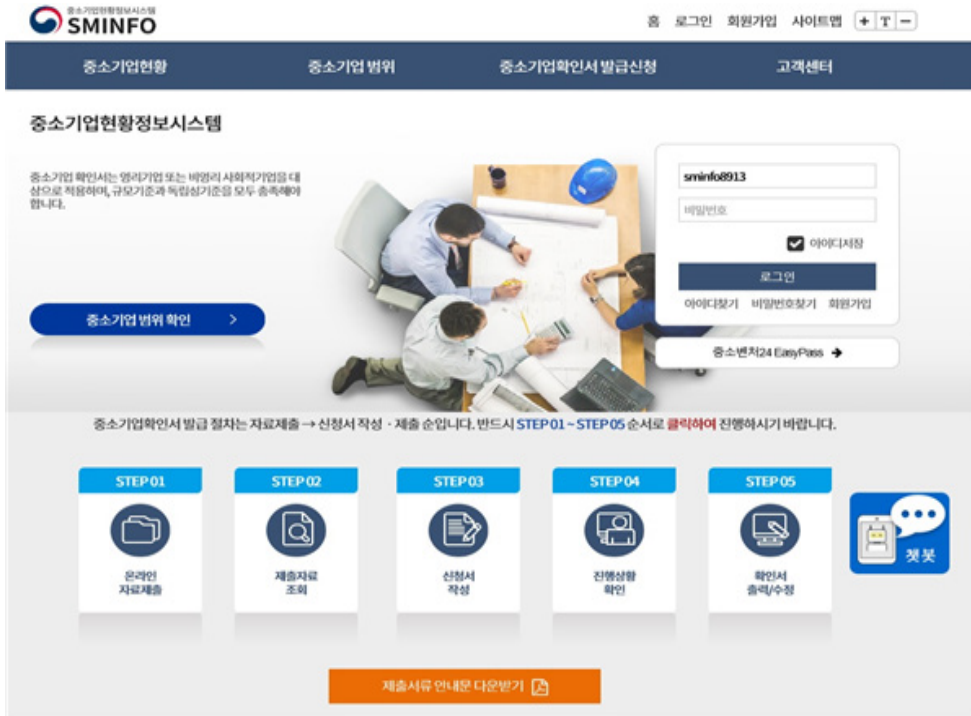 중소기업현황정보시스템
SMINFO
홈 로그인 회원가입 사이트맵 + T −
중소기업현황 중소기업 범위 중소기업확인서 발급신청 고객센터
중소기업현황정보시스템
중소기업 확인서는 영리기업 또는 비영리 사회적기업을 대
상으로 적용하며, 규모기준과 독립성기준을 모두 충족해야
합니다.
중소기업 범위 확인 >
sminfo8913
비밀번호
아이디저장
로그인
아이디찾기 비밀번호찾기 회원가입
중소벤처24 EasyPass →
중소기업확인서 발급 절차는 자료제출 → 신청서 작성 · 제출 순입니다. 반드시 STEP 01 ~ STEP 05 순서로 클릭하여 진행하시기 바랍니다.
STEP 01
온라인
자료제출
STEP 02
제출자료
조회
STEP 03
신청서
작성
STEP 04
진행상황
확인
STEP 05
확인서
출력/수정
챗봇
제출서류 안내문 다운받기